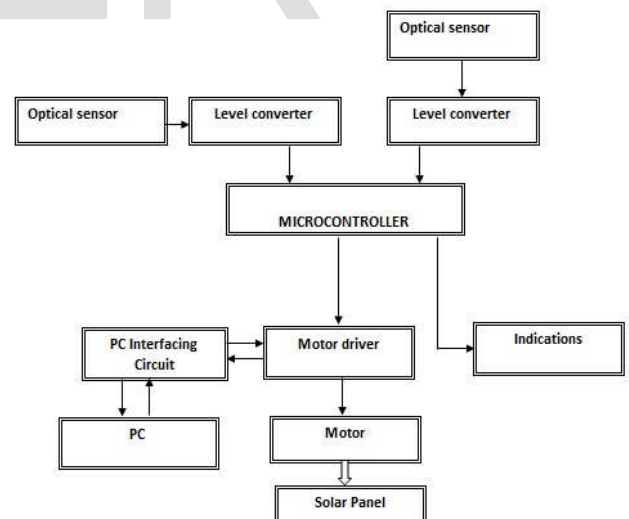 Optical sensor
Optical sensor
Level converter
Level converter
MICROCONTROLLER
PC Interfacing
Circuit
Motor driver
Indications
PC
Motor
Solar Panel